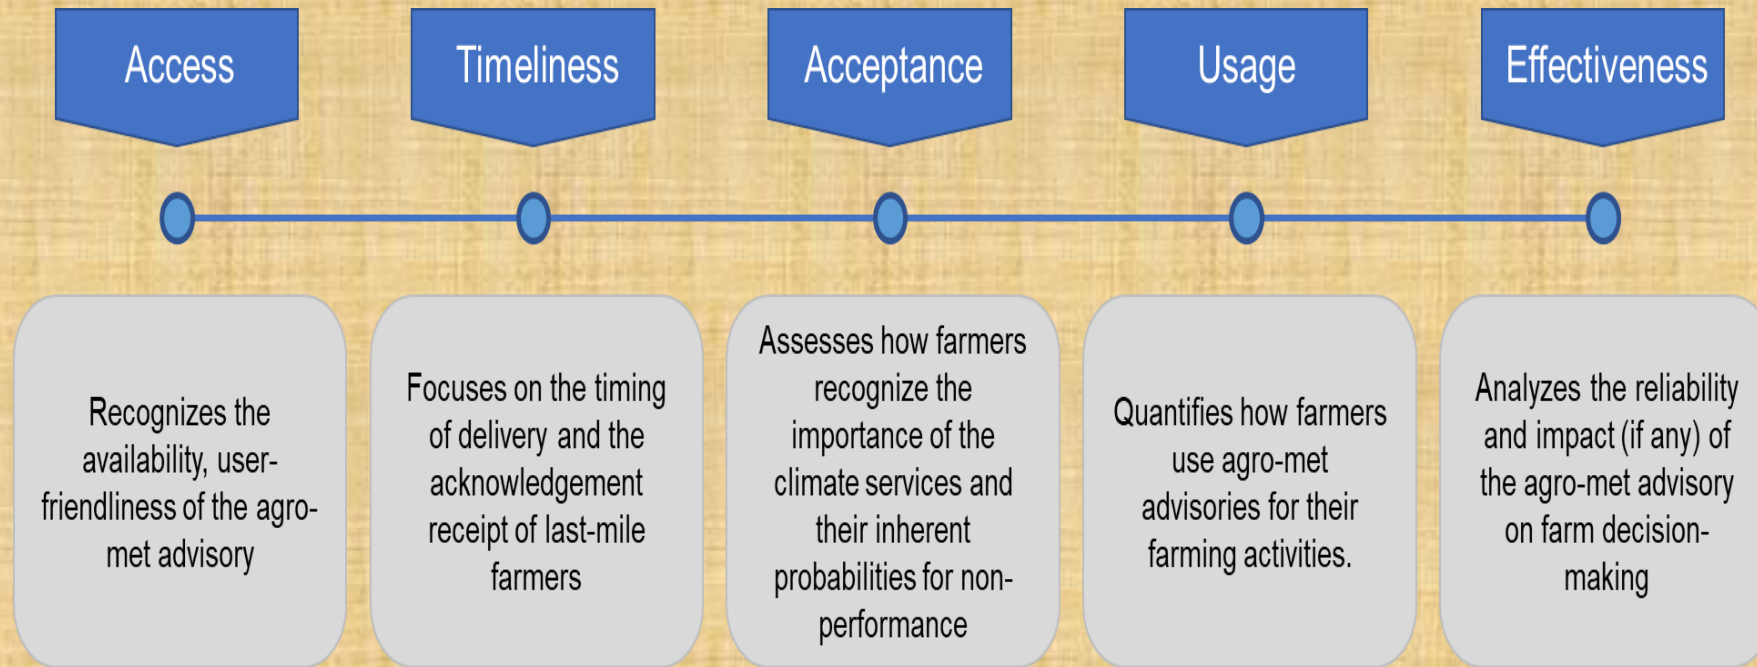 Access
Timeliness
Acceptance
Usage
Effectiveness
Recognizes the
availability, user-
friendliness of the agro-
met advisory
Focuses on the timing
of delivery and the
acknowledgement
receipt of last-mile
farmers
Assesses how farmers
recognize the
importance of the
climate services and
their inherent
probabilities for non-
performance
Quantifies how farmers
use agro-met
advisories for their
farming activities.
Analyzes the reliability
and impact (if any) of
the agro-met advisory
on farm decision-
making